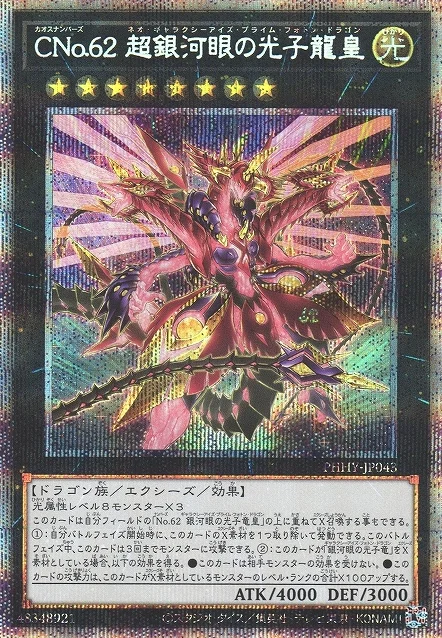 カオスナンバーズ ネオ・ギャラクシーアイズ・プライム・フォトン・ドラゴン
CNo.62 超銀河眼の光子龍皇
ひかり
光
PHHY-JP043
【ドラゴン族／エクシーズ／効果】
光属性レベル８モンスター×３
このカードは自分フィールドの「No.62 銀河眼の光子竜皇」の上に重ねてX召喚する事もできる。
①：自分バトルフェイズ開始時に、このカードのX素材を１つ取り除いて発動できる。このバトル
フェイズ中、このカードは３回までモンスターに攻撃できる。②：このカードが「銀河眼の光子竜」をX
素材としている場合、以下の効果を得る。●このカードは相手モンスターの効果を受けない。●こ
のカードの攻撃力は、このカードがX素材としているモンスターのレベル・ランクの合計×100アップする。
ATK/4000 DEF/3000
48348921
©スタジオ・ダイス/集英社・テレビ東京・KONAMI